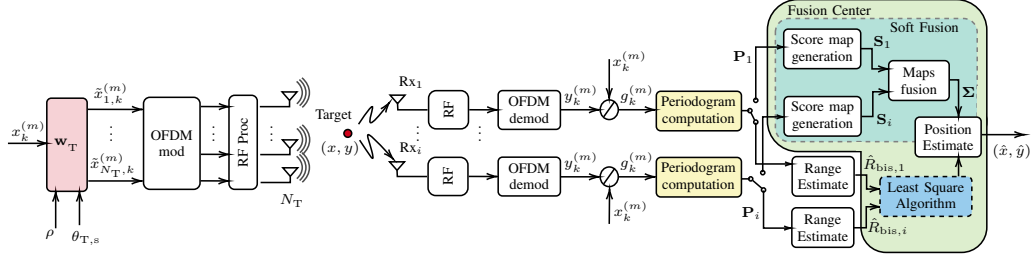 Fusion Center
Soft Fusion
Score map
generation
S_1
Maps
fusion
Score map
generation
S_i
Σ
Position
Estimate
(x̂, ŷ)
P_1
P_i
Range
Estimate
R̂_{bis,1}
Least Square
Algorithm
Range
Estimate
R̂_{bis,i}
x_k^{(m)}
w_T
ρ
θ_{T,s}
x̃_{1,k}^{(m)}
⋮
x̃_{N_T,k}^{(m)}
OFDM
mod
⋮
RF Proc
⋮
N_T
Target
(x, y)
Rx_1
⋮
Rx_i
RF
OFDM
demod
y_k^{(m)}
x_k^{(m)}
g_k^{(m)}
Periodogram
computation
⋮
RF
OFDM
demod
y_k^{(m)}
x_k^{(m)}
g_k^{(m)}
Periodogram
computation